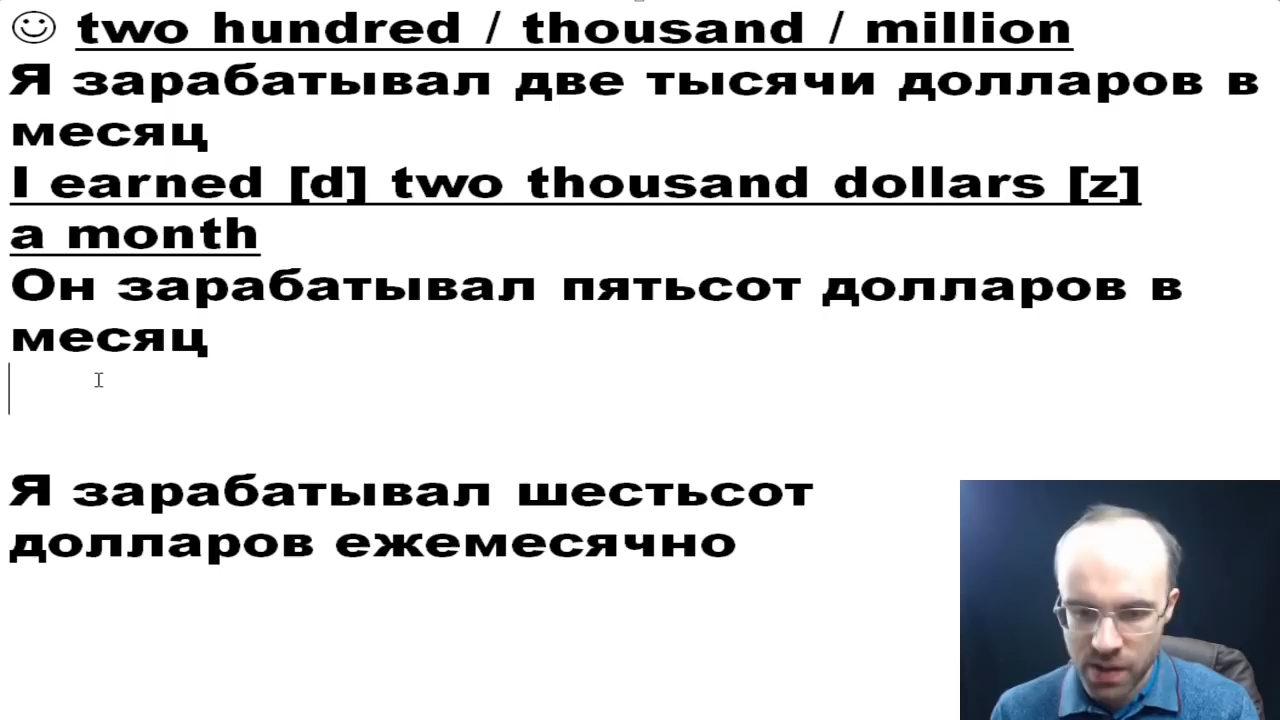 ☺ two hundred / thousand / million
Я зарабатывал две тысячи долларов в
месяц
I earned [d] two thousand dollars [z]
a month
Он зарабатывал пятьсот долларов в
месяц
Я зарабатывал шестьсот
долларов ежемесячно